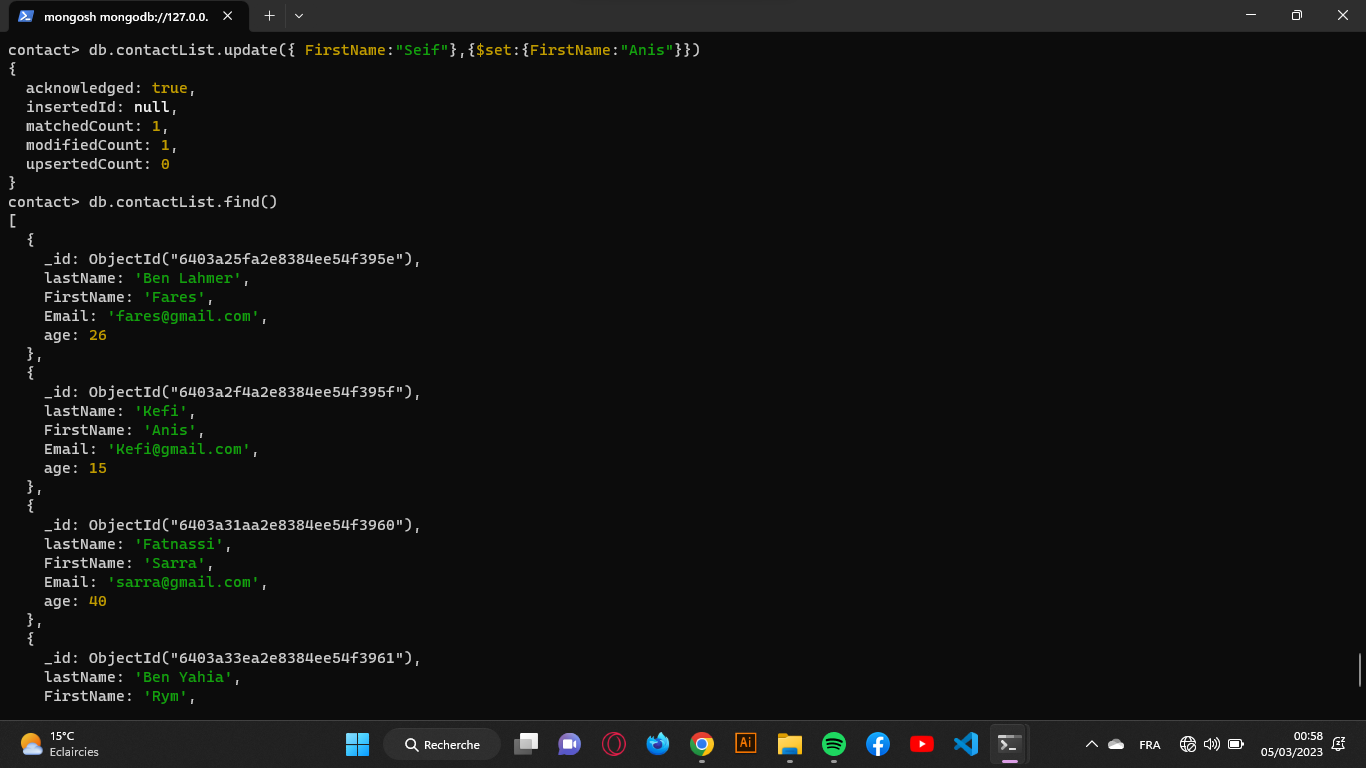 mongosh mongodb://127.0.0.
contact> db.contactList.update({ FirstName:"Seif"},{$set:{FirstName:"Anis"}})
{
  acknowledged: true,
  insertedId: null,
  matchedCount: 1,
  modifiedCount: 1,
  upsertedCount: 0
}
contact> db.contactList.find()
[
  {
    _id: ObjectId("6403a25fa2e8384ee54f395e"),
    lastName: 'Ben Lahmer',
    FirstName: 'Fares',
    Email: 'fares@gmail.com',
    age: 26
  },
  {
    _id: ObjectId("6403a2f4a2e8384ee54f395f"),
    lastName: 'Kefi',
    FirstName: 'Anis',
    Email: 'Kefi@gmail.com',
    age: 15
  },
  {
    _id: ObjectId("6403a31aa2e8384ee54f3960"),
    lastName: 'Fatnassi',
    FirstName: 'Sarra',
    Email: 'sarra@gmail.com',
    age: 40
  },
  {
    _id: ObjectId("6403a33ea2e8384ee54f3961"),
    lastName: 'Ben Yahia',
    FirstName: 'Rym',
15°C
Eclaircies
Recherche
Ai
FRA
00:58
05/03/2023